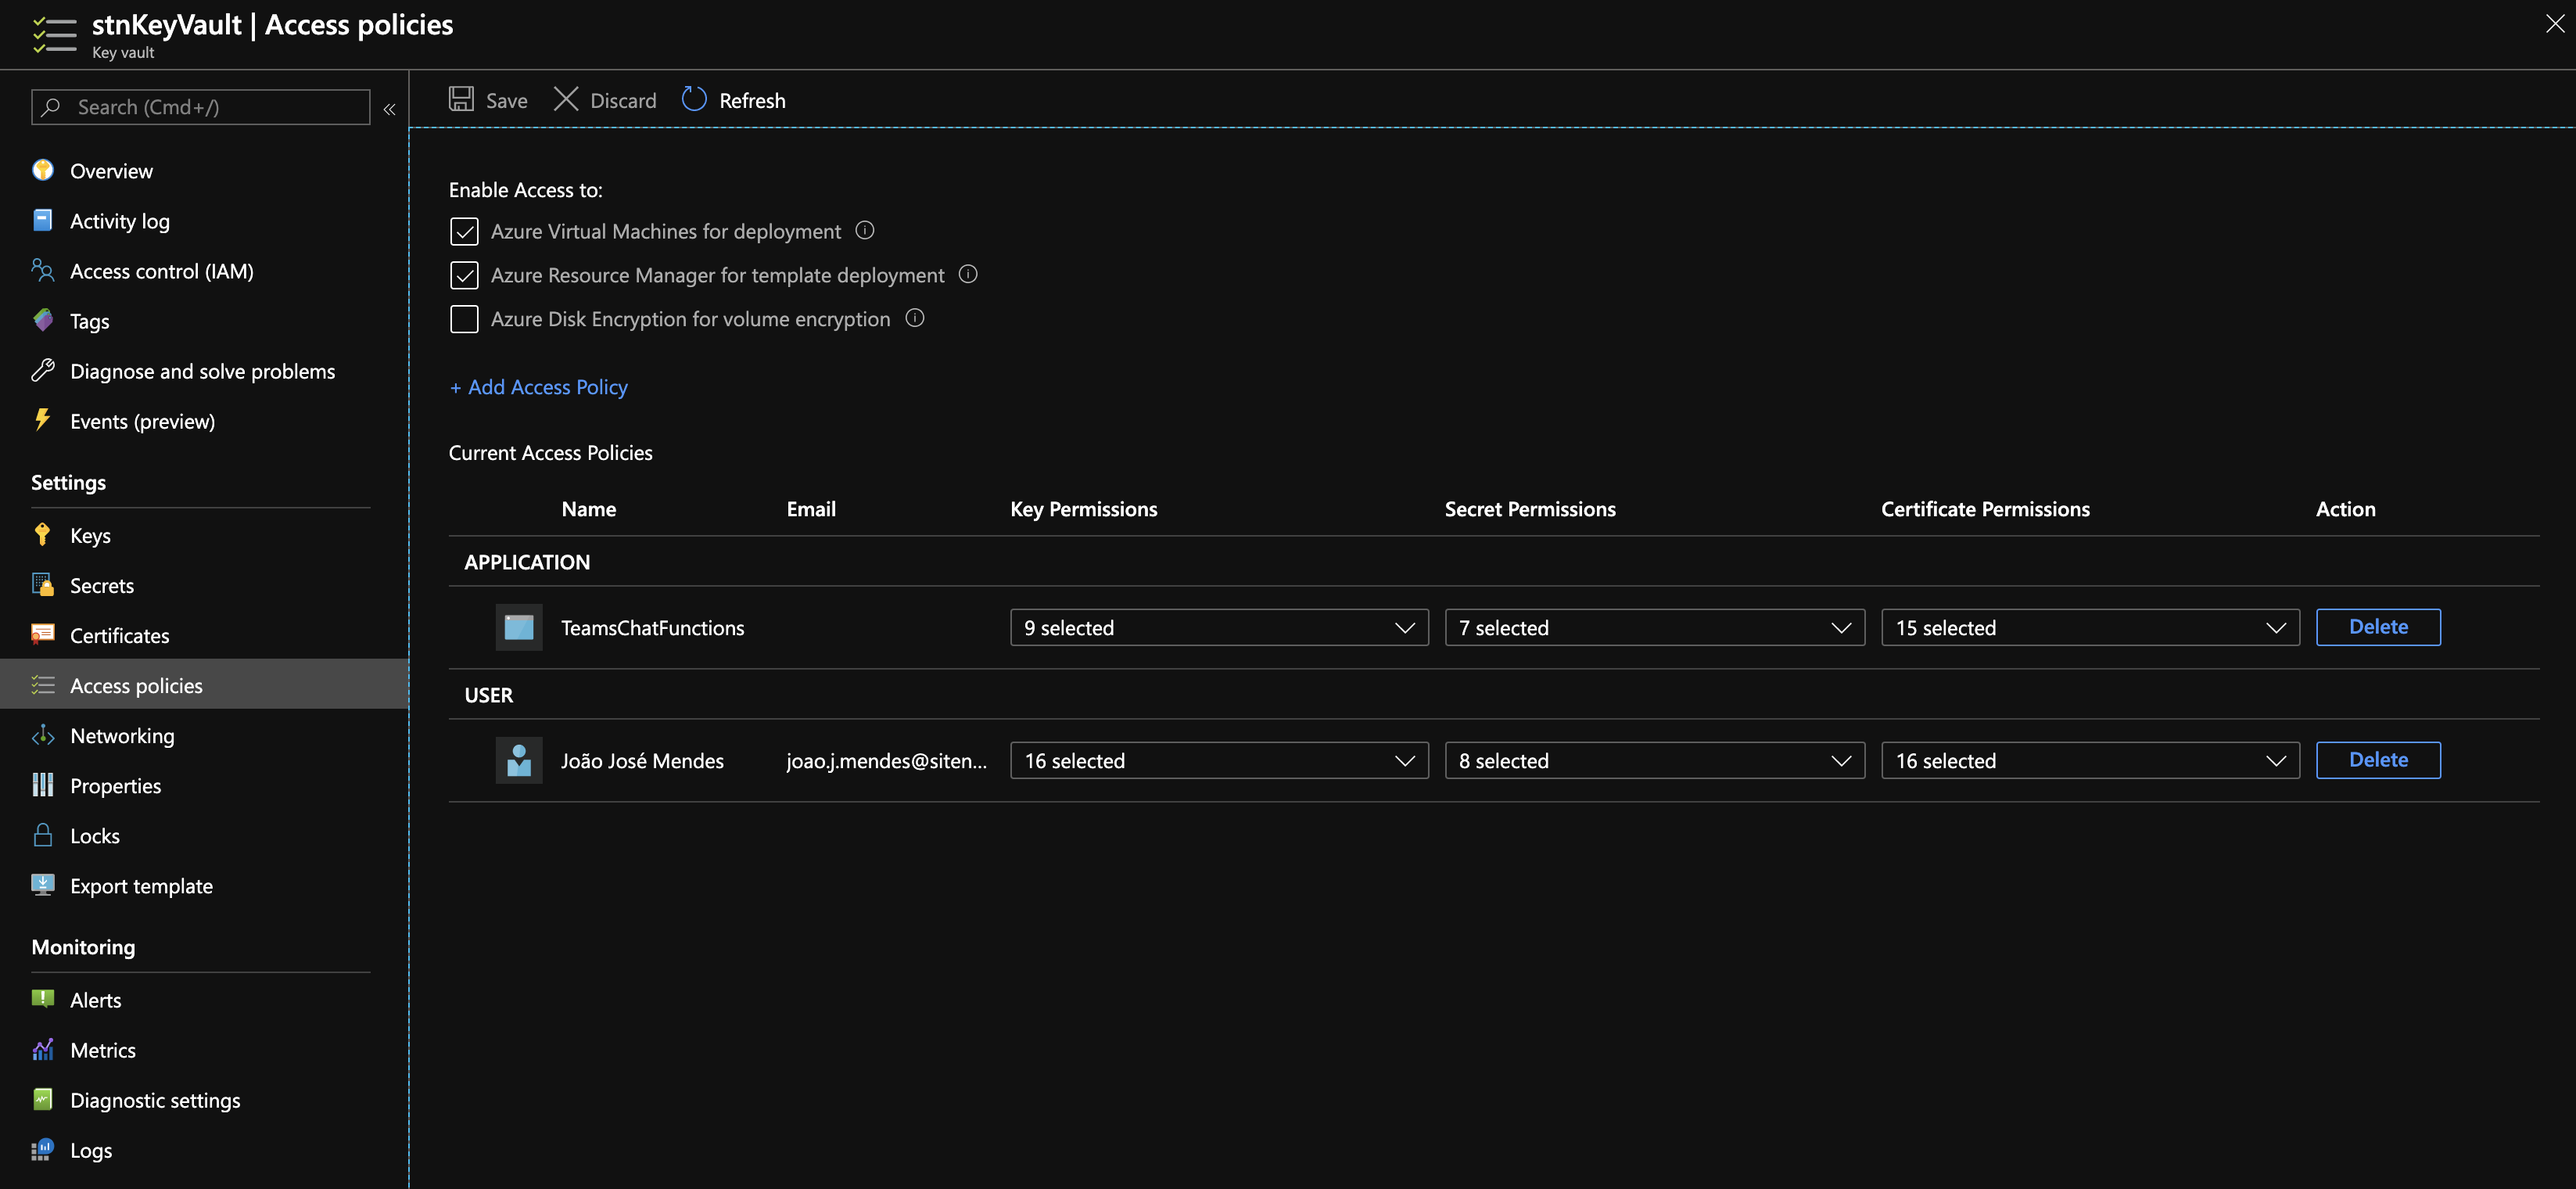 stnKeyVault | Access policies
Key vault
Search (Cmd+/)
«
Overview
Activity log
Access control (IAM)
Tags
Diagnose and solve problems
Events (preview)
Settings
Keys
Secrets
Certificates
Access policies
Networking
Properties
Locks
Export template
Monitoring
Alerts
Metrics
Diagnostic settings
Logs
Save Discard Refresh
Enable Access to:
Azure Virtual Machines for deployment
Azure Resource Manager for template deployment
Azure Disk Encryption for volume encryption
+ Add Access Policy
Current Access Policies
Name Email Key Permissions Secret Permissions Certificate Permissions Action
APPLICATION
TeamsChatFunctions 9 selected 7 selected 15 selected Delete
USER
João José Mendes joao.j.mendes@siten... 16 selected 8 selected 16 selected Delete